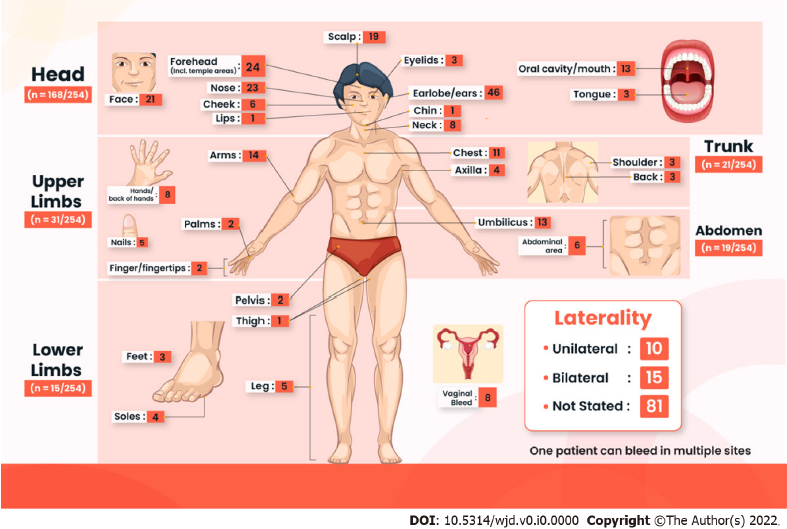 Scalp : 19
Head
(n = 168/254)
Face : 21
Forehead : 24
(Incl. temple areas)
Nose : 23
Cheek : 6
Lips : 1
Eyelids : 3
Earlobe/ears : 46
Chin : 1
Neck : 8
Oral cavity/mouth : 13
Tongue : 3
Upper
Limbs
(n = 31/254)
Arms : 14
Hands/
back of hands : 8
Nails : 5
Palms : 2
Finger/fingertips : 2
Chest : 11
Axilla : 4
Shoulder : 3
Back : 3
Trunk
(n = 21/254)
Umbilicus : 13
Abdominal
area : 6
Abdomen
(n = 19/254)
Lower
Limbs
(n = 15/254)
Pelvis : 2
Thigh : 1
Feet : 3
Soles : 4
Leg : 5
Vaginal
Bleed : 8
Laterality
• Unilateral : 10
• Bilateral : 15
• Not Stated : 81
One patient can bleed in multiple sites
DOI: 10.5314/wjd.v0.i0.0000 Copyright ©The Author(s) 2022.